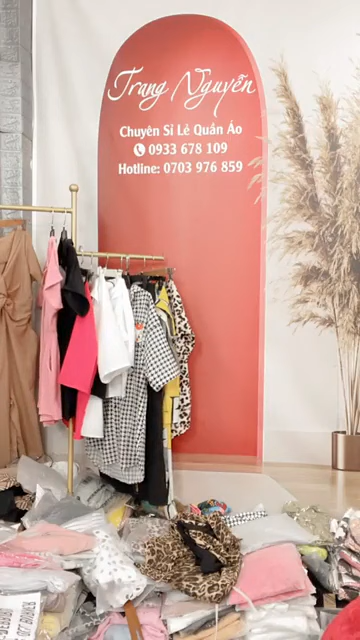 Trang Nguyễn
Chuyên Sỉ Lẻ Quần Áo
0933 678 109
Hotline: 0703 976 859